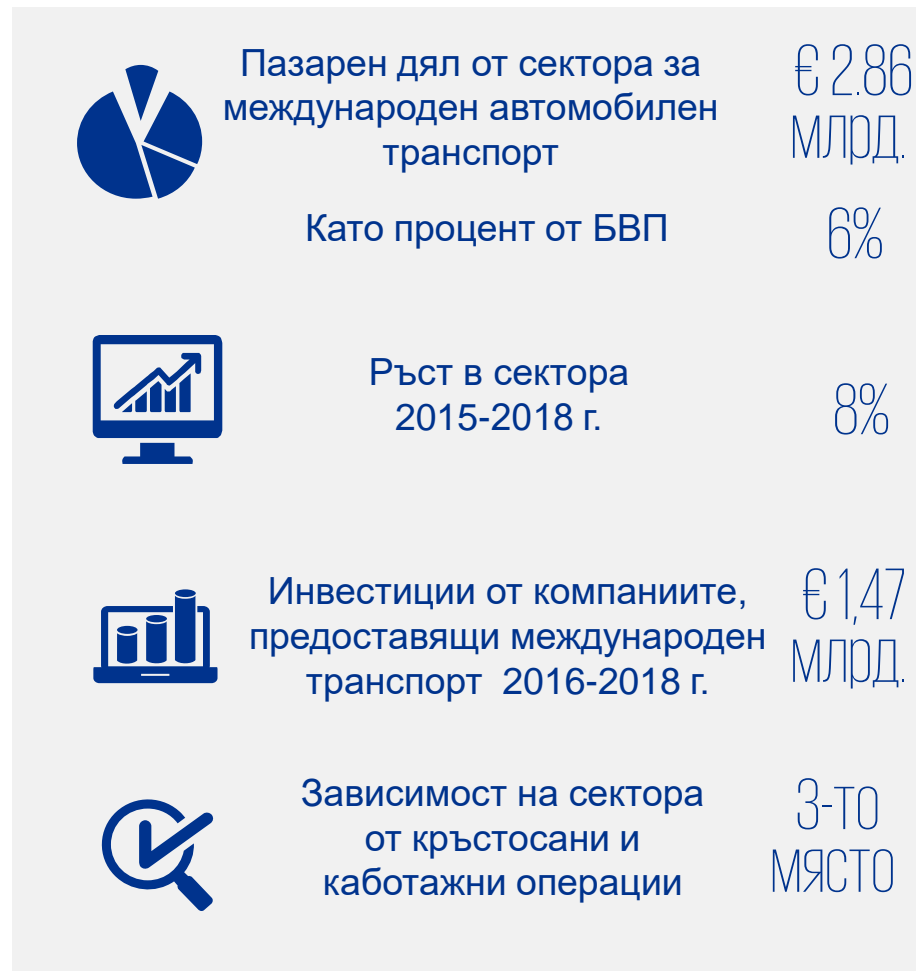 Пазарен дял от сектора за
международен автомобилен
транспорт
€ 2.86
МЛРД.
Като процент от БВП
6%
Ръст в сектора
2015-2018 г.
8%
Инвестиции от компаниите,
предоставящи международен
транспорт 2016-2018 г.
€ 1,47
МЛРД.
Зависимост на сектора
от кръстосани и
каботажни операции
3-ТО
МЯСТО